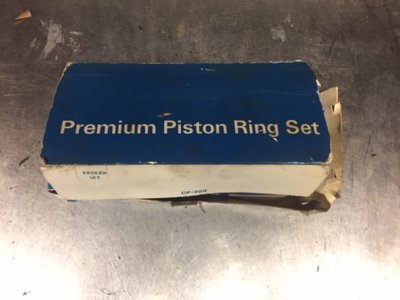 Premium Piston Ring Set
BROKEN
SET
CP-300